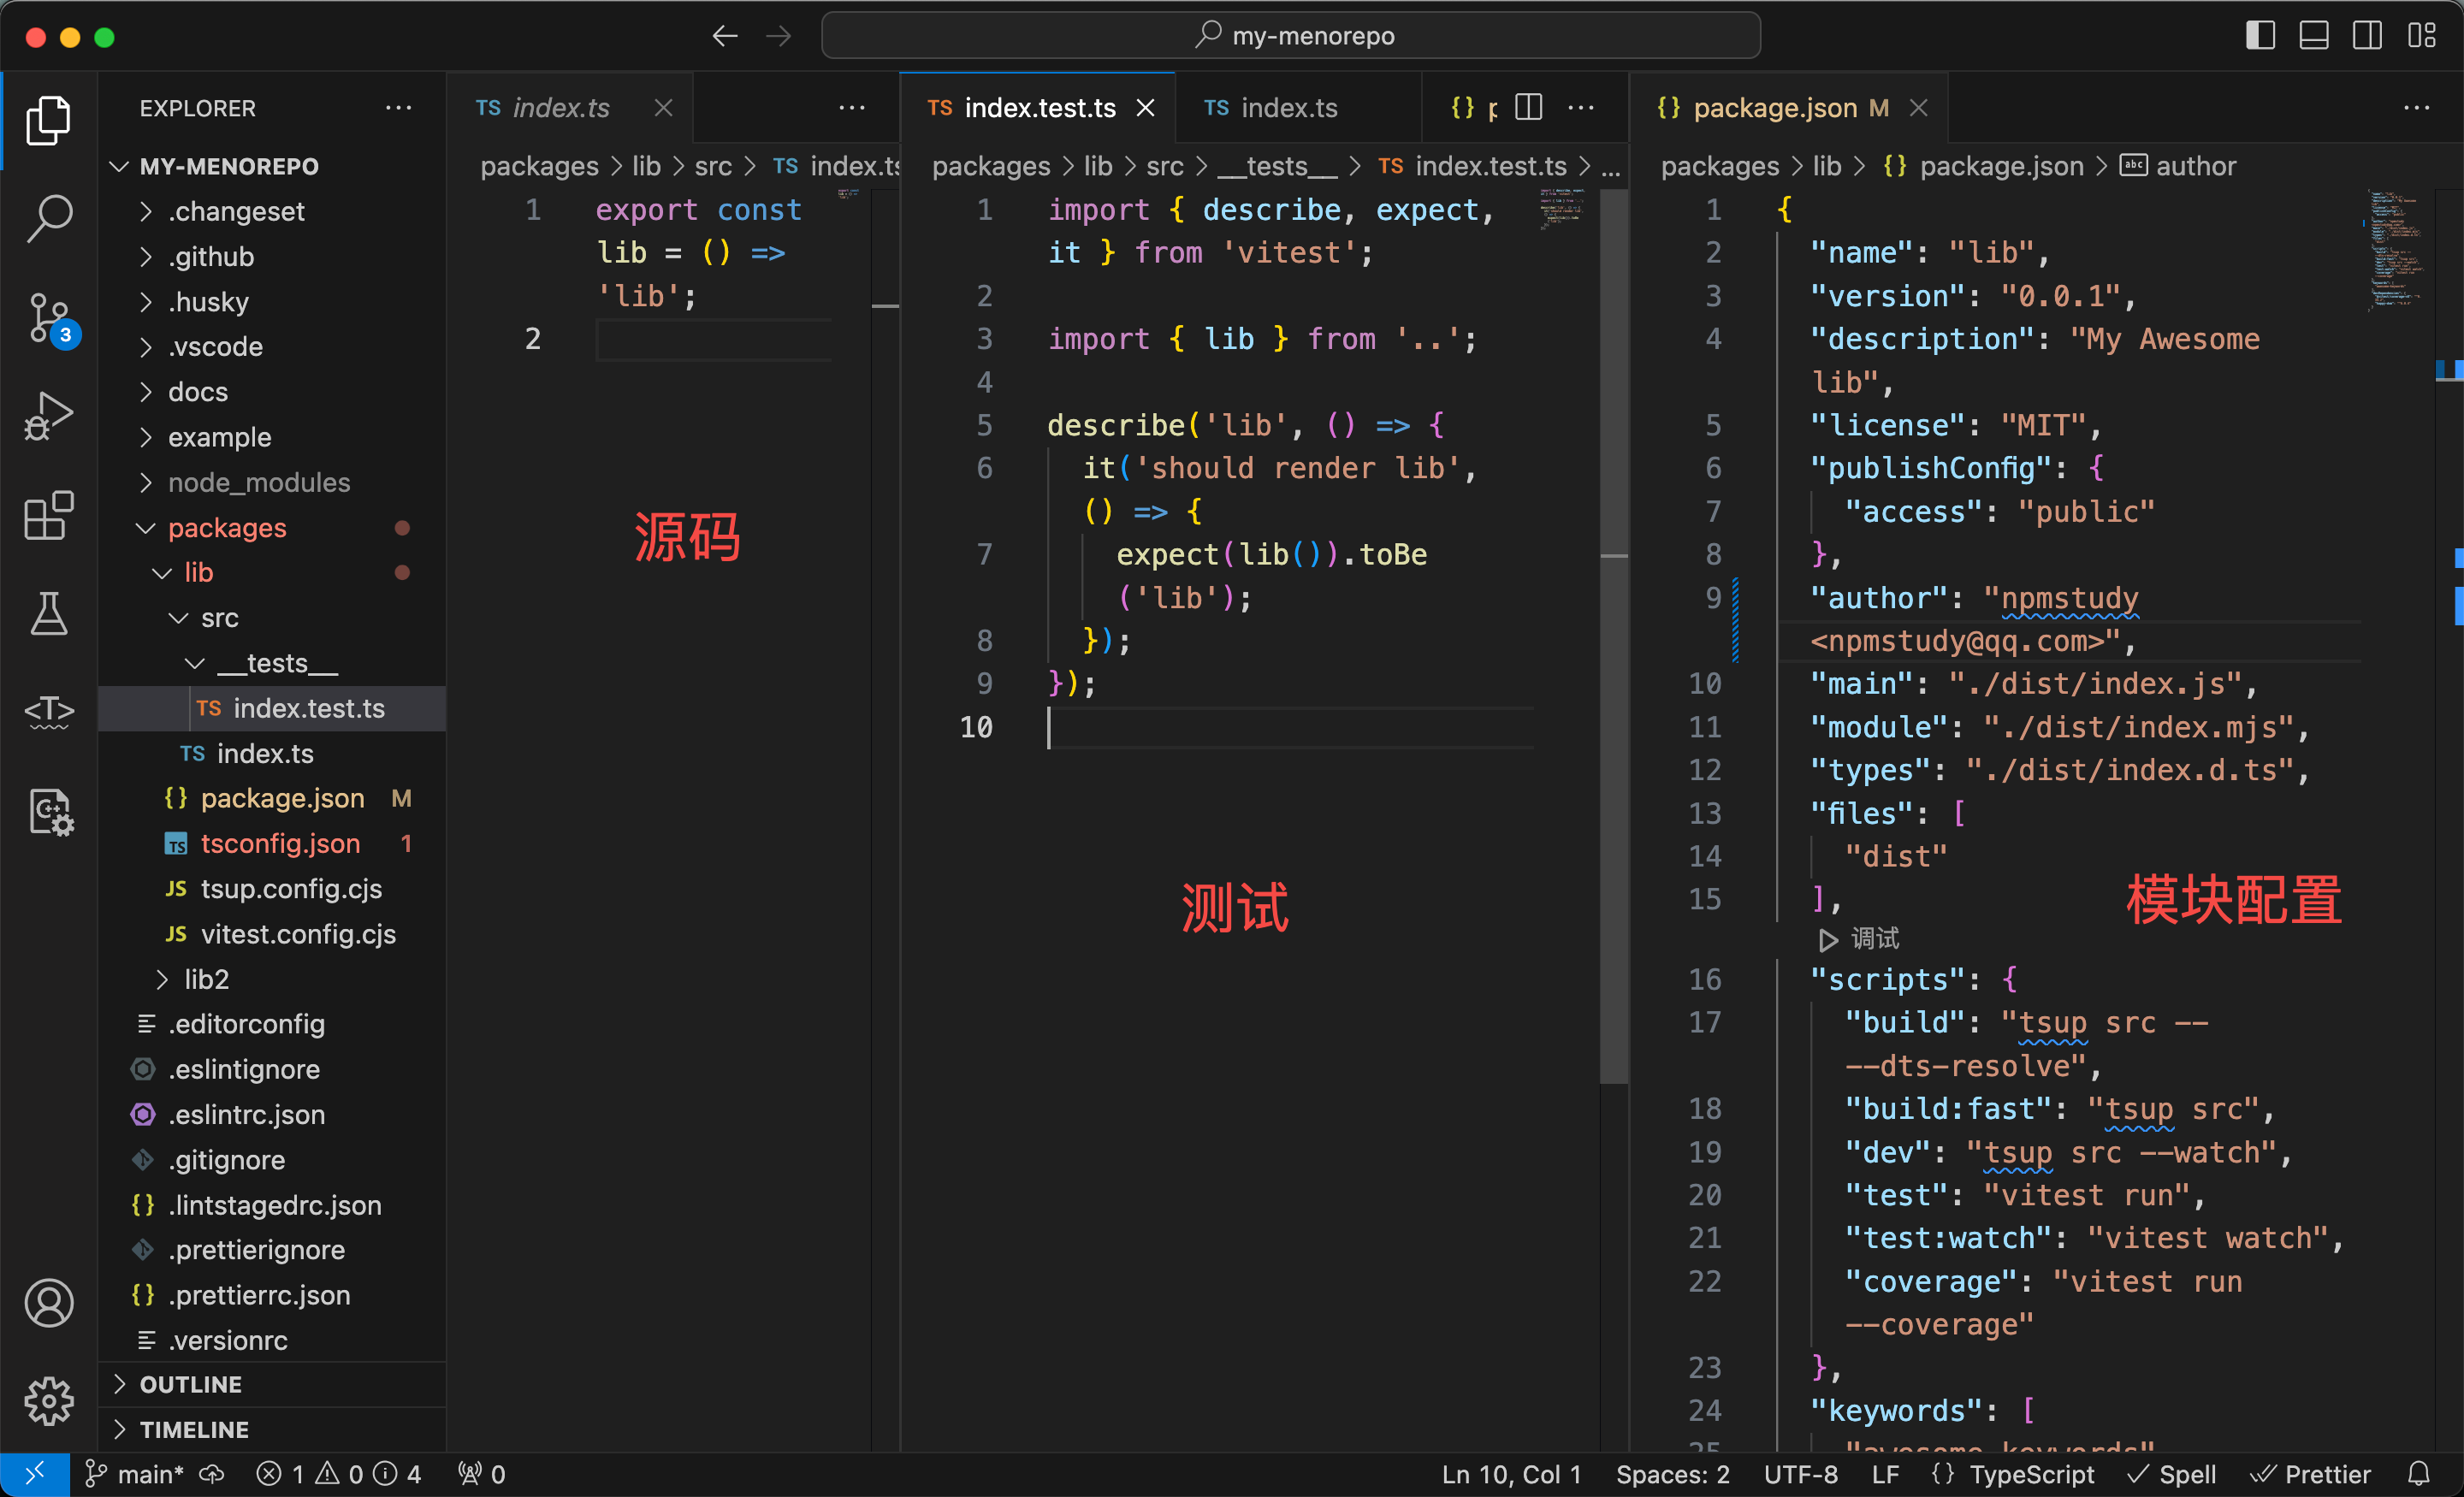 my-menorepo
EXPLORER
MY-MENOREPO
.changeset
.github
.husky
.vscode
docs
example
node_modules
packages
lib
src
__tests__
TS index.test.ts
TS index.ts
{} package.json M
TS tsconfig.json 1
JS tsup.config.cjs
JS vitest.config.cjs
lib2
.editorconfig
.eslintignore
.eslintrc.json
.gitignore
{} .lintstagedrc.json
.prettierignore
{} .prettierrc.json
.versionrc
OUTLINE
TIMELINE
3
TS index.ts
packages > lib > src > TS index.ts
1 export const
lib = () =>
'lib';
2
源码
TS index.test.ts
TS index.ts
{} p
packages > lib > src > __tests__ > TS index.test.ts > ...
1 import { describe, expect,
it } from 'vitest';
2
3 import { lib } from '..';
4
5 describe('lib', () => {
6 it('should render lib',
() => {
7 expect(lib()).toBe
('lib');
8 });
9 });
10
测试
{} package.json M
packages > lib > {} package.json > abc author
1 {
2 "name": "lib",
3 "version": "0.0.1",
4 "description": "My Awesome
lib",
5 "license": "MIT",
6 "publishConfig": {
7 "access": "public"
8 },
9 "author": "npmstudy
<npmstudy@qq.com>",
10 "main": "./dist/index.js",
11 "module": "./dist/index.mjs",
12 "types": "./dist/index.d.ts",
13 "files": [
14 "dist"
15 ],
调试
16 "scripts": {
17 "build": "tsup src --
--dts-resolve",
18 "build:fast": "tsup src",
19 "dev": "tsup src --watch",
20 "test": "vitest run",
21 "test:watch": "vitest watch",
22 "coverage": "vitest run
--coverage"
23 },
24 "keywords": [
25 "awesome-keywords"
模块配置
main* 1 0 4 0
Ln 10, Col 1 Spaces: 2 UTF-8 LF {} TypeScript Spell Prettier